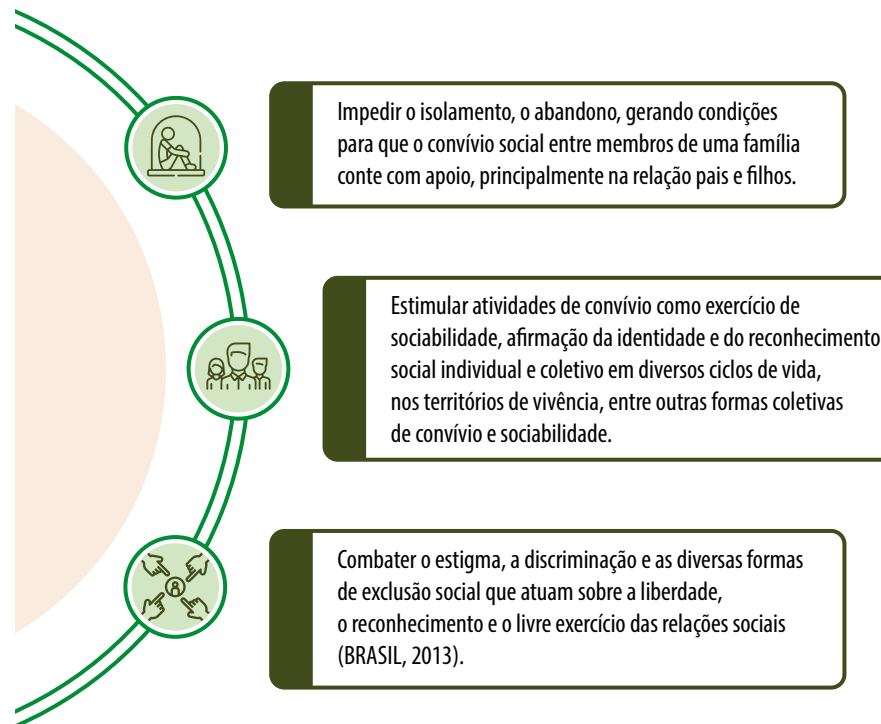 Impedir o isolamento, o abandono, gerando condições
para que o convívio social entre membros de uma família
conte com apoio, principalmente na relação pais e filhos.
Estimular atividades de convívio como exercício de
sociabilidade, afirmação da identidade e do reconhecimento
social individual e coletivo em diversos ciclos de vida,
nos territórios de vivência, entre outras formas coletivas
de convívio e sociabilidade.
Combater o estigma, a discriminação e as diversas formas
de exclusão social que atuam sobre a liberdade,
o reconhecimento e o livre exercício das relações sociais
(BRASIL, 2013).